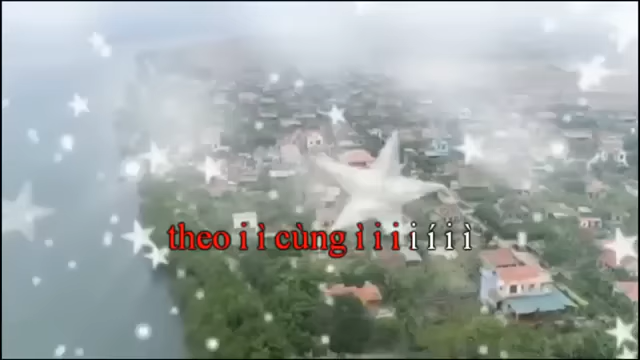 theo i ì cùng ì i i i í i ì